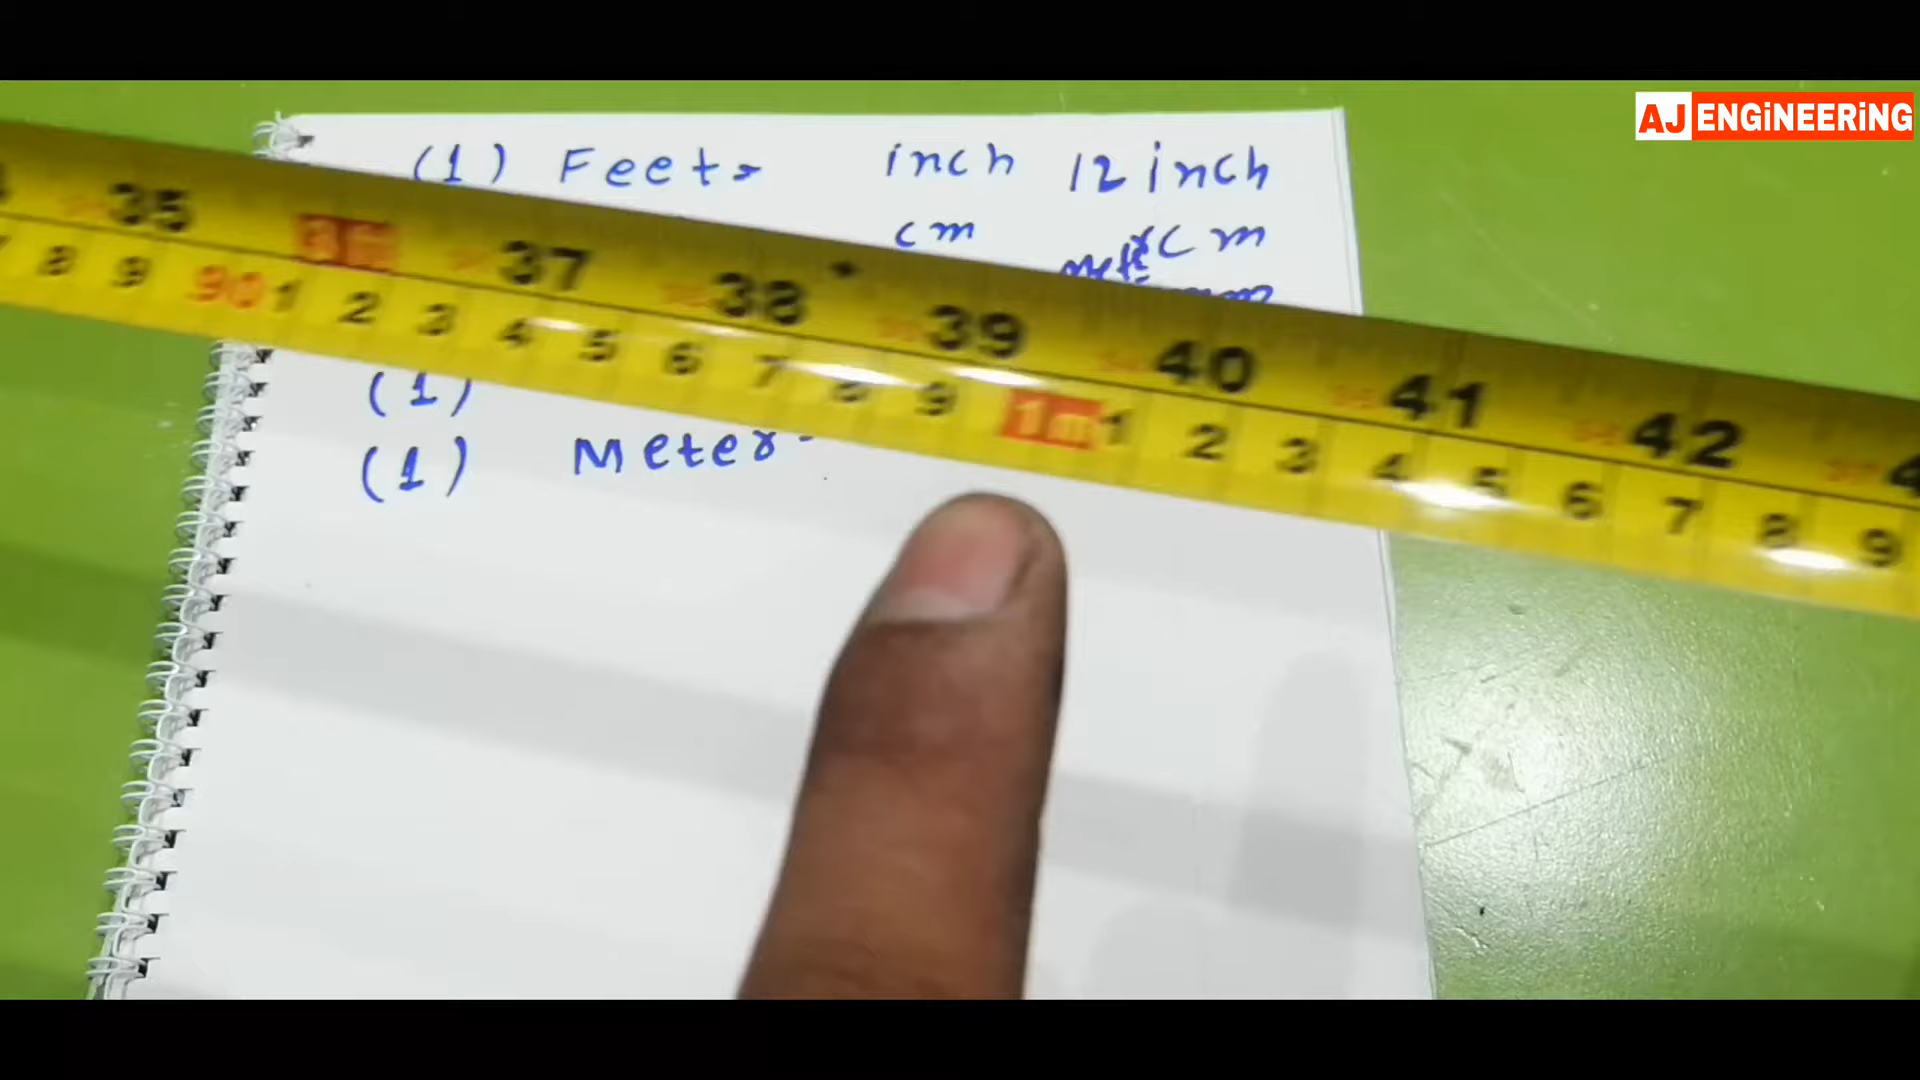 AJ ENGiNEERiNG
(1) Feet= inch 12 inch
cm cm
35 3ft 37 38 39 40 41 42
8 9 90 1 2 3 4 5 6 7 8 9 1m 1 2 3 4 5 6 7 8 9
(1)
(1) Meter-